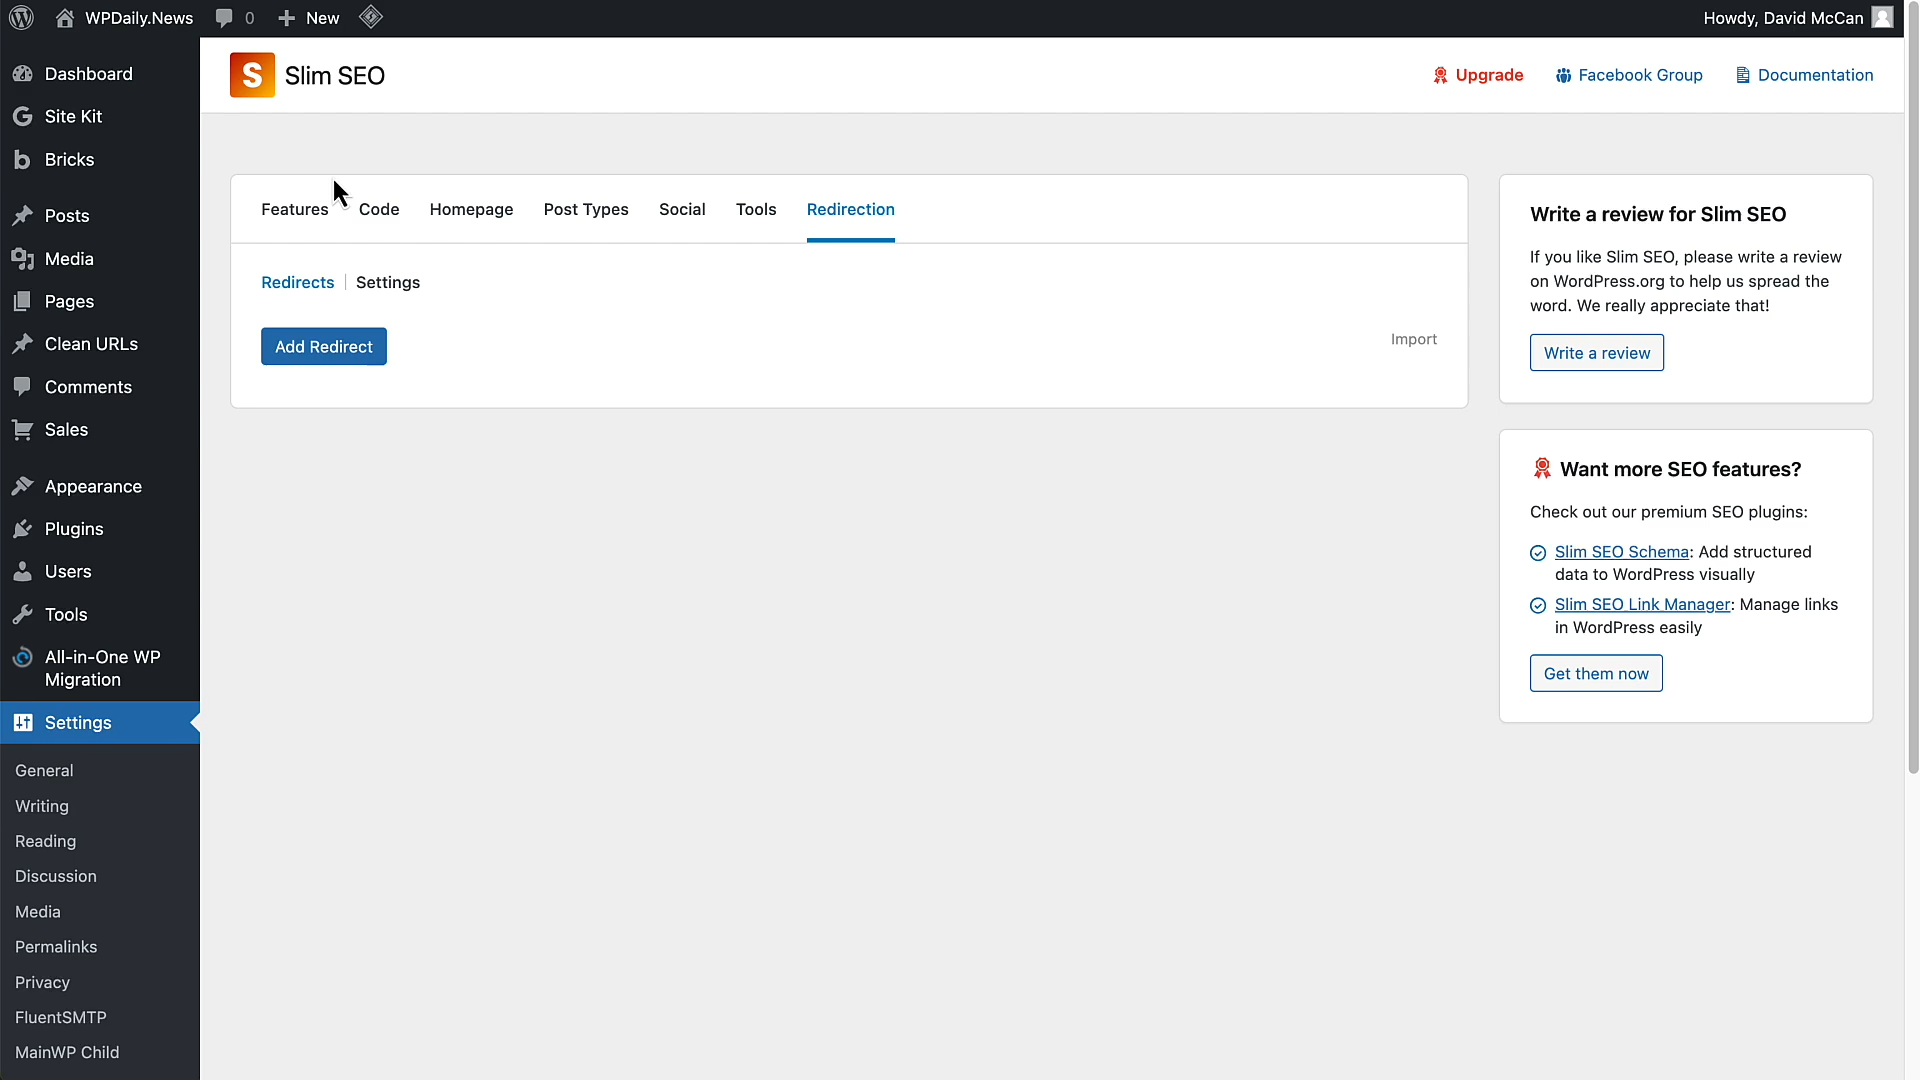 WPDaily.News
0
New
Howdy, David McCan
Dashboard
Site Kit
Bricks
Posts
Media
Pages
Clean URLs
Comments
Sales
Appearance
Plugins
Users
Tools
All-in-One WP
Migration
Settings
General
Writing
Reading
Discussion
Media
Permalinks
Privacy
FluentSMTP
MainWP Child
S
Slim SEO
Upgrade
Facebook Group
Documentation
Features
Code
Homepage
Post Types
Social
Tools
Redirection
Redirects
Settings
Add Redirect
Import
Write a review for Slim SEO
If you like Slim SEO, please write a review
on WordPress.org to help us spread the
word. We really appreciate that!
Write a review
Want more SEO features?
Check out our premium SEO plugins:
Slim SEO Schema: Add structured
data to WordPress visually
Slim SEO Link Manager: Manage links
in WordPress easily
Get them now